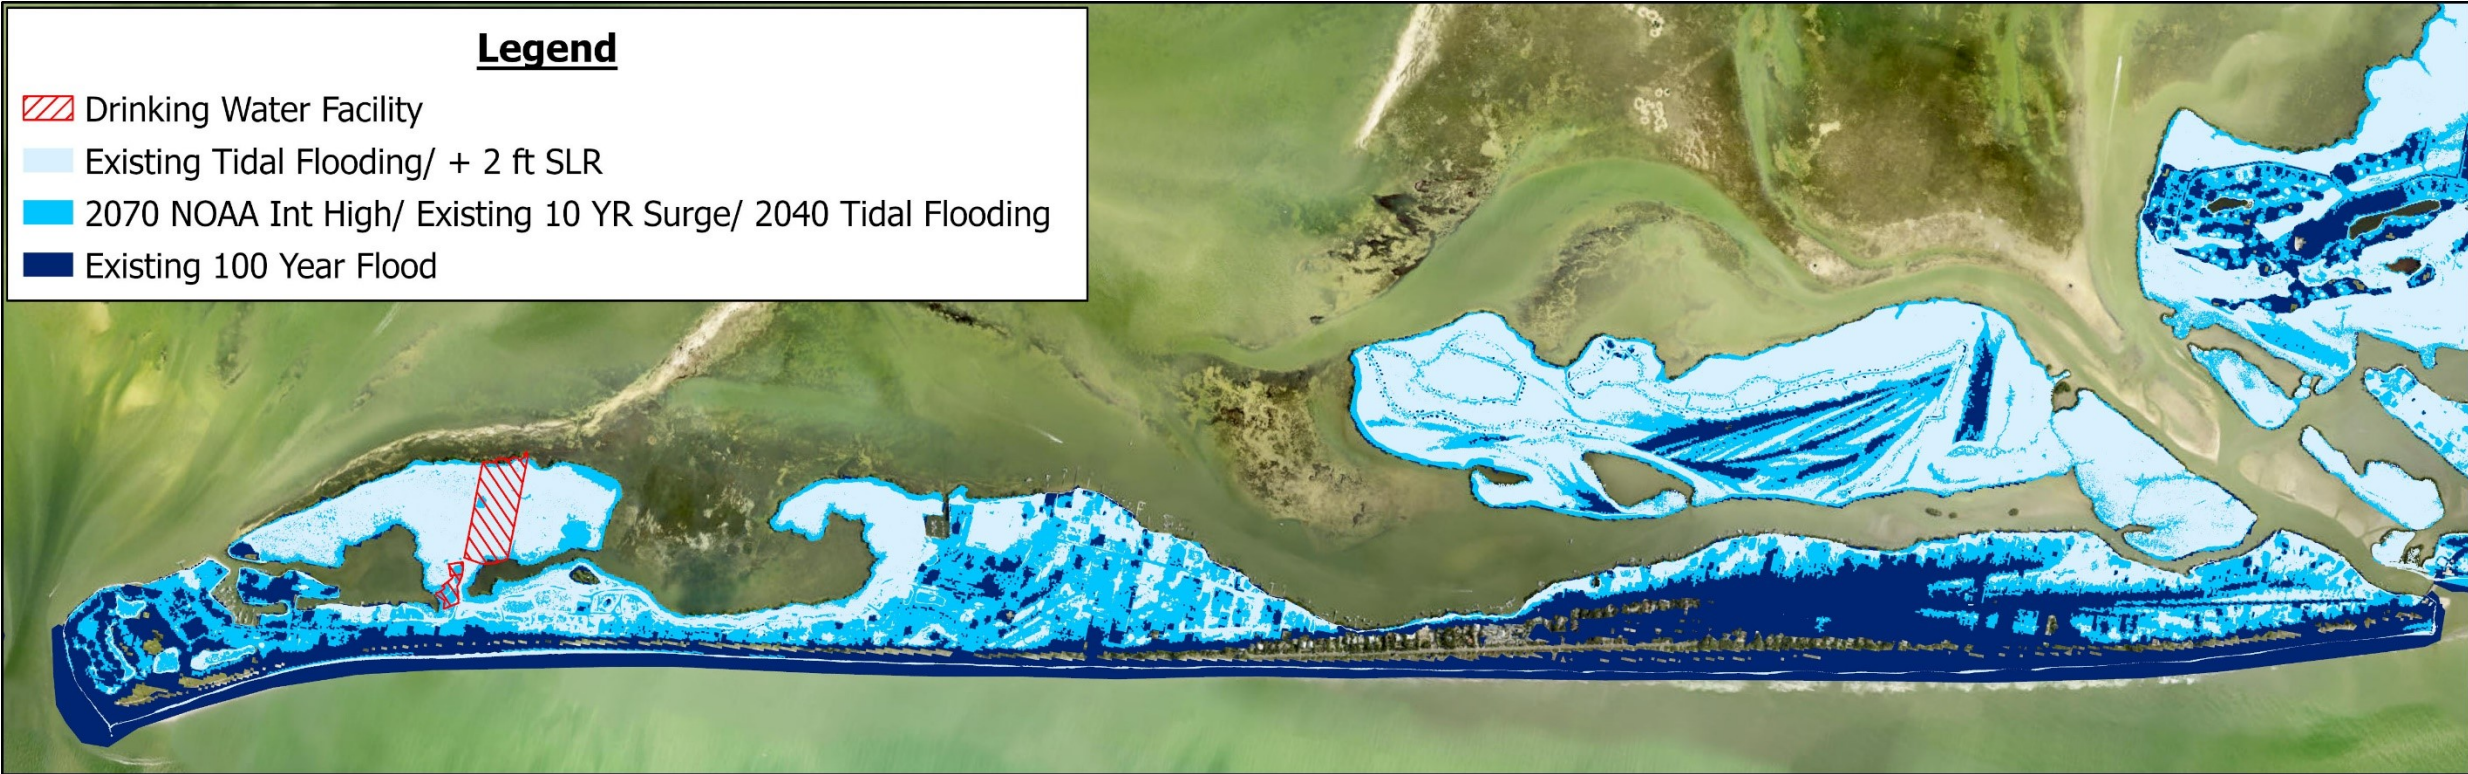 Legend
Drinking Water Facility
Existing Tidal Flooding/ + 2 ft SLR
2070 NOAA Int High/ Existing 10 YR Surge/ 2040 Tidal Flooding
Existing 100 Year Flood